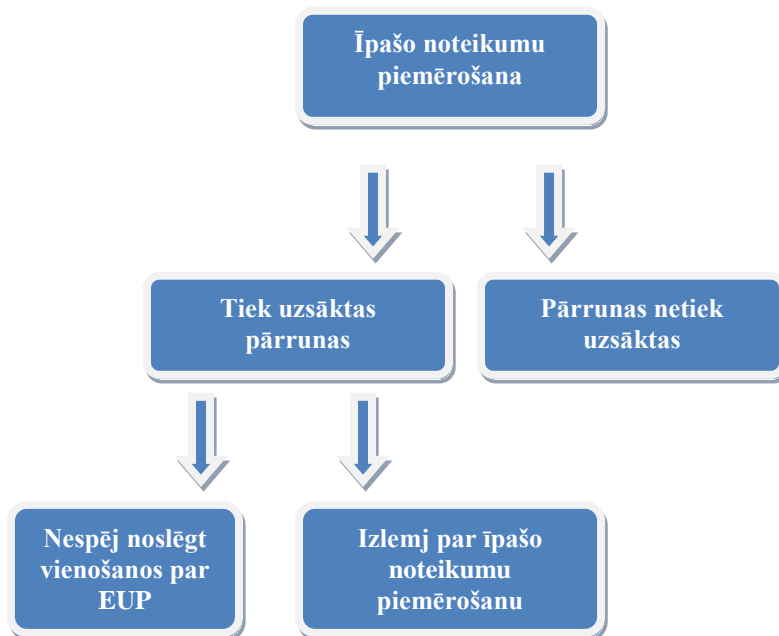 Īpašo noteikumu
piemērošana
Tiek uzsāktas
pārrunas
Pārrunas netiek
uzsāktas
Nespēj noslēgt
vienošanos par
EUP
Izlemj par īpašo
noteikumu
piemērošanu